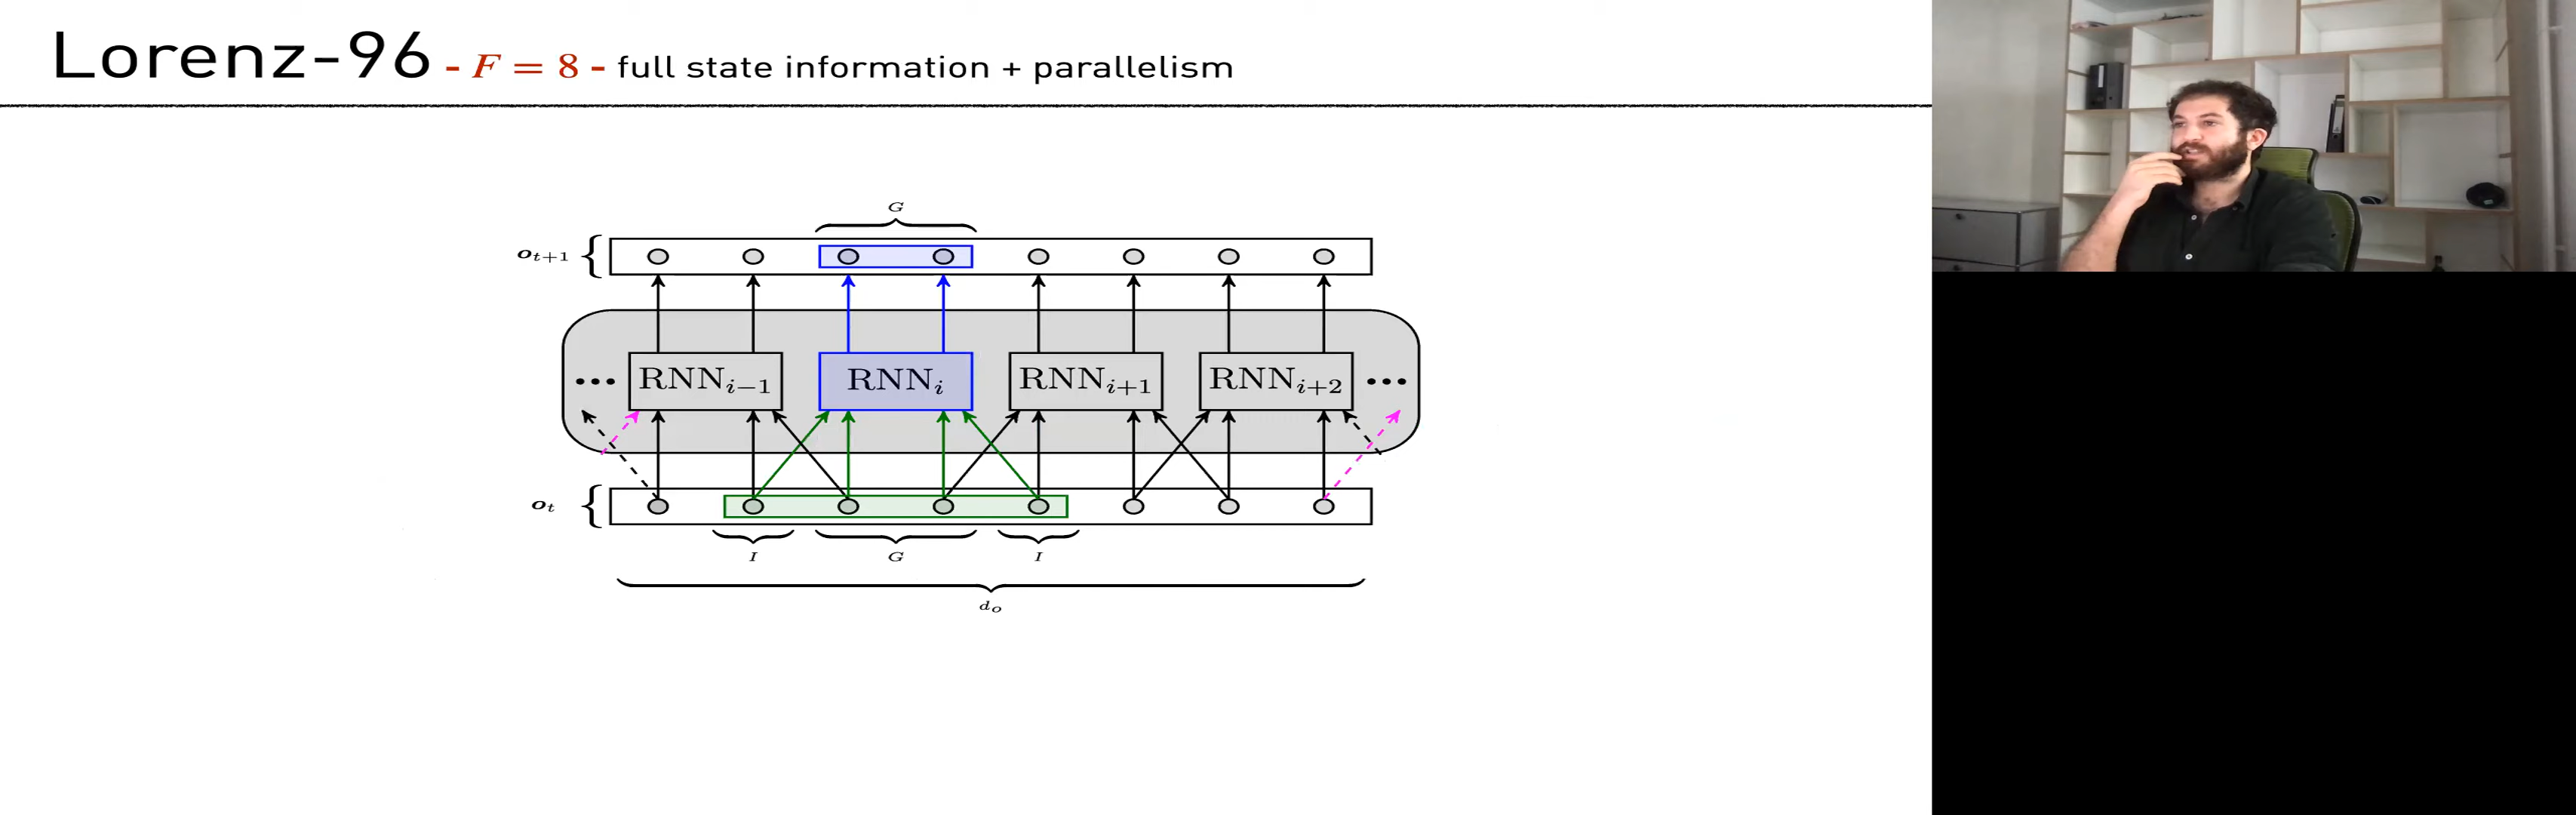 Lorenz-96 - F = 8 - full state information + parallelism
G
o_{t+1} {
... RNN_{i-1} RNN_i RNN_{i+1} RNN_{i+2} ...
o_t {
I G I
d_o